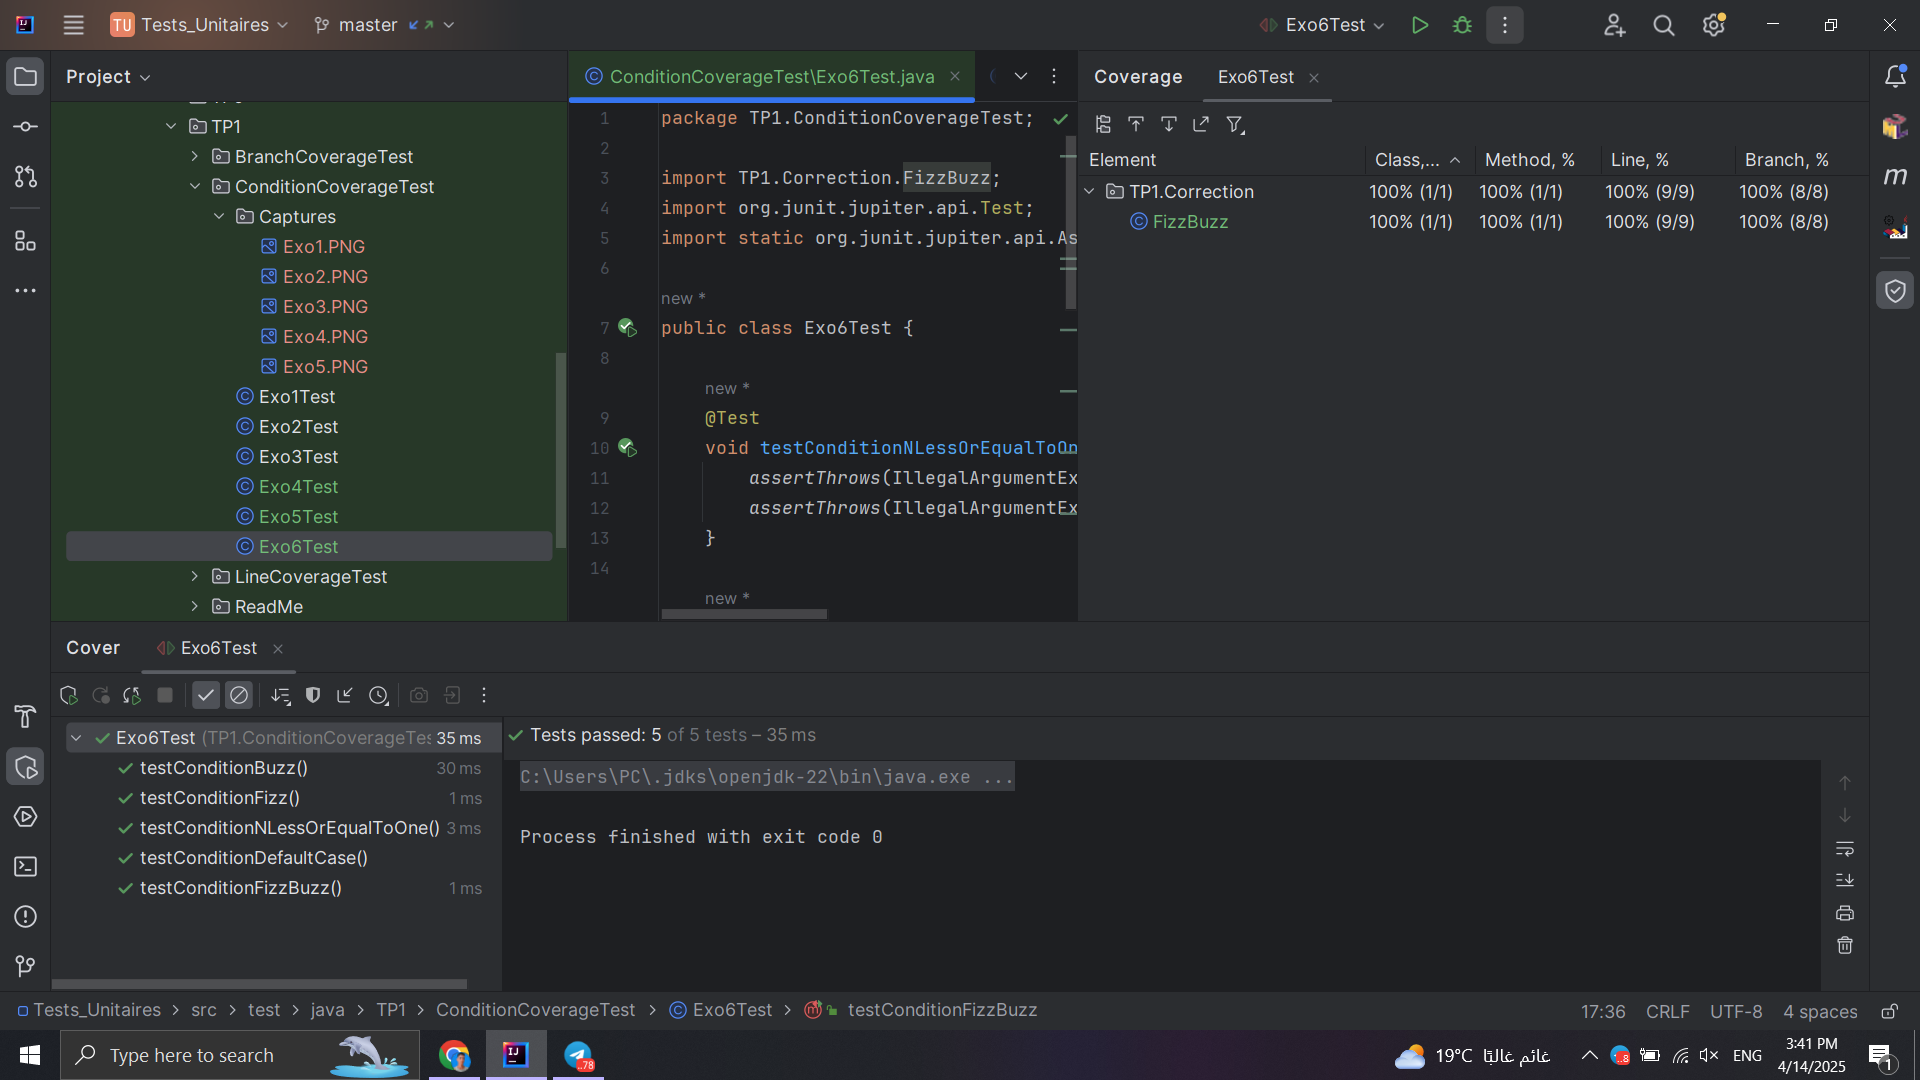 TU Tests_Unitaires master Exo6Test
Project
TP1
BranchCoverageTest
ConditionCoverageTest
Captures
Exo1.PNG
Exo2.PNG
Exo3.PNG
Exo4.PNG
Exo5.PNG
Exo1Test
Exo2Test
Exo3Test
Exo4Test
Exo5Test
Exo6Test
LineCoverageTest
ReadMe
ConditionCoverageTest\Exo6Test.java
1 package TP1.ConditionCoverageTest;
2
3 import TP1.Correction.FizzBuzz;
4 import org.junit.jupiter.api.Test;
5 import static org.junit.jupiter.api.As
6
new *
7 public class Exo6Test {
8
new *
9 @Test
10 void testConditionNLessOrEqualToOn
11 assertThrows(IllegalArgumentEx
12 assertThrows(IllegalArgumentEx
13 }
14
new *
Coverage Exo6Test
Element Class,... Method, % Line, % Branch, %
TP1.Correction 100% (1/1) 100% (1/1) 100% (9/9) 100% (8/8)
FizzBuzz 100% (1/1) 100% (1/1) 100% (9/9) 100% (8/8)
m
Cover Exo6Test
Exo6Test (TP1.ConditionCoverageTes 35 ms
testConditionBuzz() 30 ms
testConditionFizz() 1 ms
testConditionNLessOrEqualToOne() 3 ms
testConditionDefaultCase()
testConditionFizzBuzz() 1 ms
Tests passed: 5 of 5 tests – 35 ms
C:\Users\PC\.jdks\openjdk-22\bin\java.exe ...
Process finished with exit code 0
Tests_Unitaires > src > test > java > TP1 > ConditionCoverageTest > Exo6Test > testConditionFizzBuzz
17:36 CRLF UTF-8 4 spaces
Type here to search
..78
19°C غائم غالبًا
..8
ENG
3:41 PM
4/14/2025
1